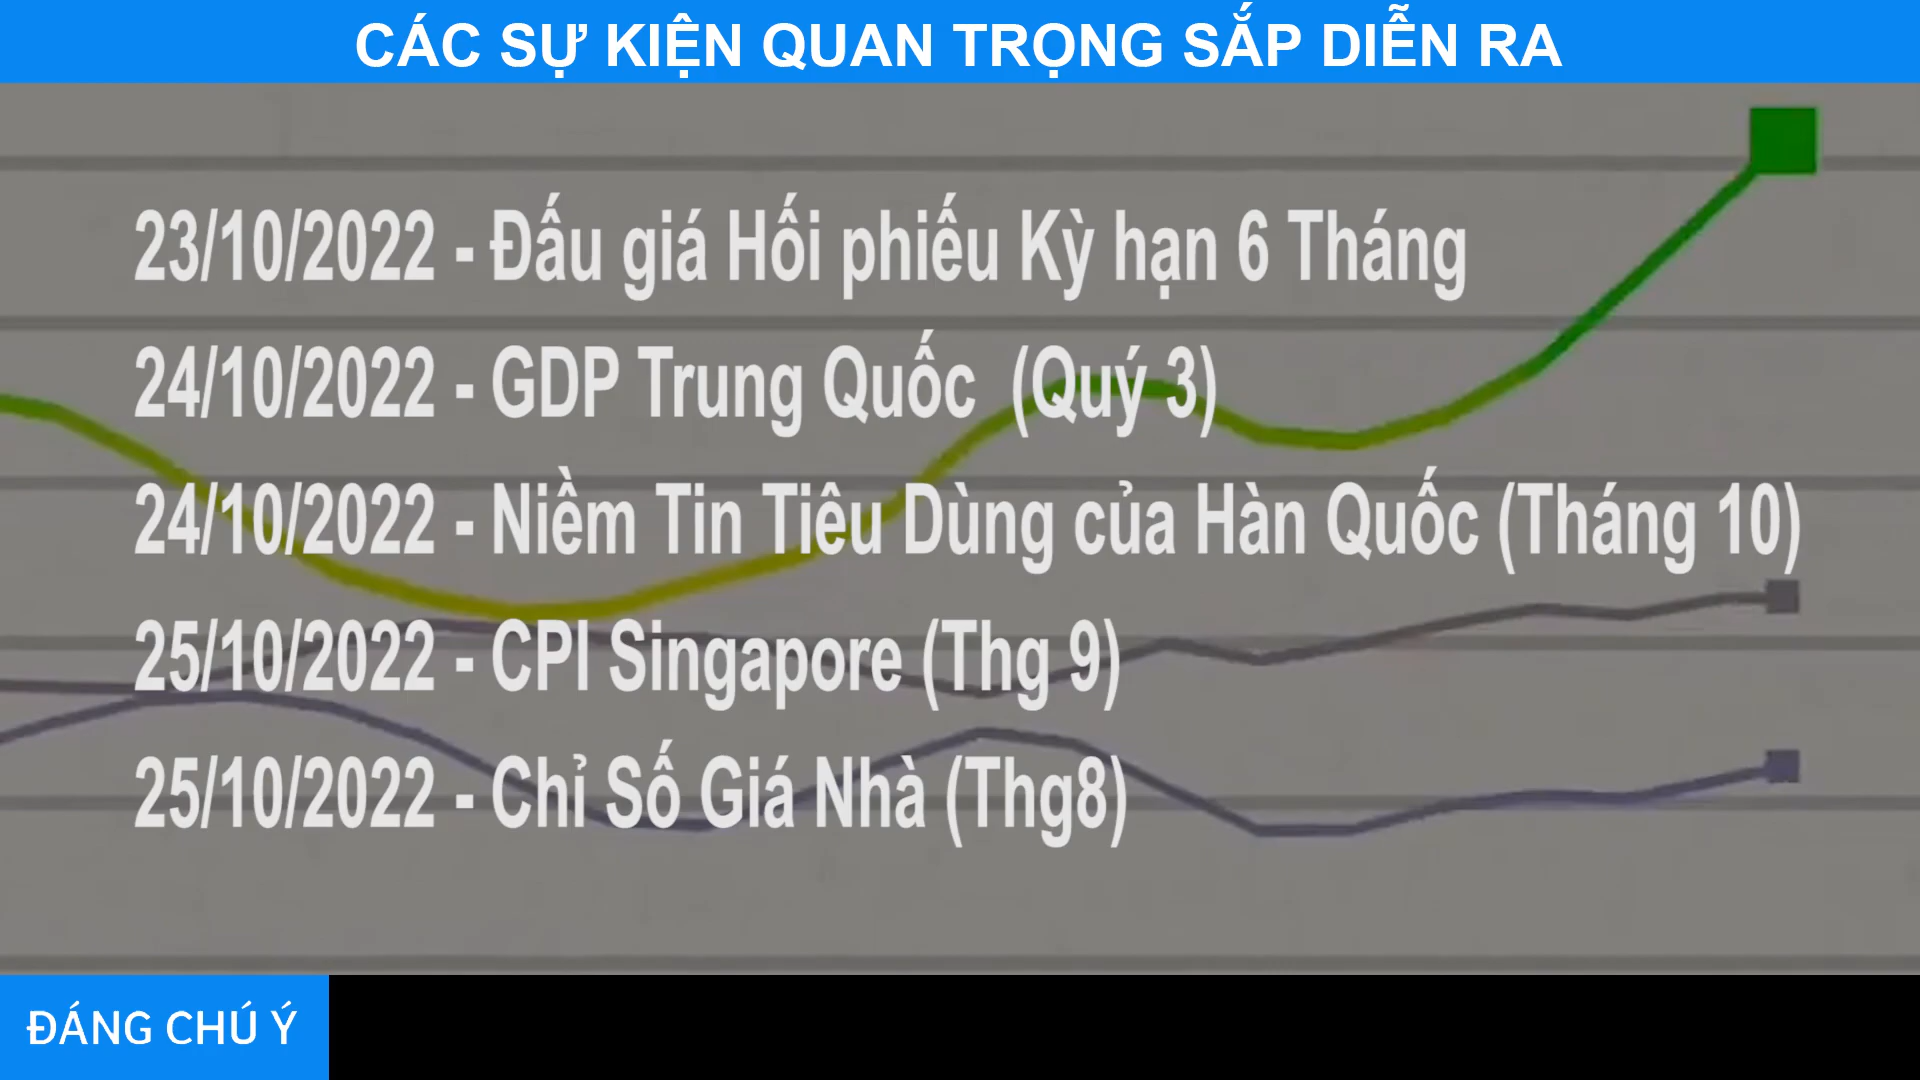 CÁC SỰ KIỆN QUAN TRỌNG SẮP DIỄN RA
23/10/2022 - Đấu giá Hối phiếu Kỳ hạn 6 Tháng
24/10/2022 - GDP Trung Quốc (Quý 3)
24/10/2022 - Niềm Tin Tiêu Dùng của Hàn Quốc (Tháng 10)
25/10/2022 - CPI Singapore (Thg 9)
25/10/2022 - Chỉ Số Giá Nhà (Thg8)
ĐÁNG CHÚ Ý